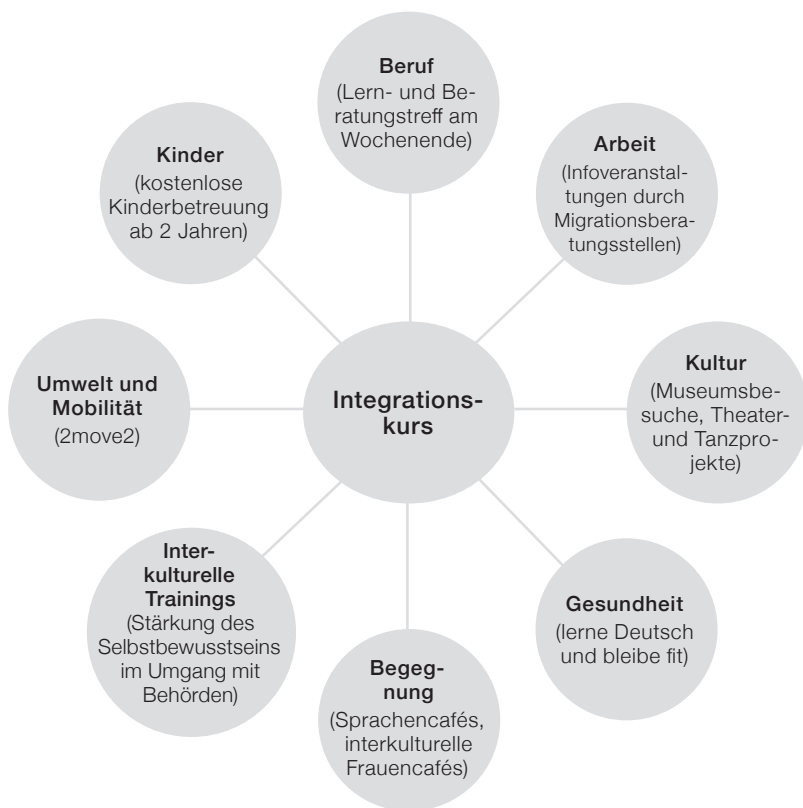 Beruf
(Lern- und Be-
ratungstreff am
Wochenende)
Arbeit
(Infoveranstal-
tungen durch
Migrationsbera-
tungsstellen)
Kultur
(Museumsbe-
suche, Theater-
und Tanzpro-
jekte)
Gesundheit
(lerne Deutsch
und bleibe fit)
Begeg-
nung
(Sprachencafés,
interkulturelle
Frauencafés)
Inter-
kulturelle
Trainings
(Stärkung des
Selbstbewusstseins
im Umgang mit
Behörden)
Umwelt und
Mobilität
(2move2)
Kinder
(kostenlose
Kinderbetreuung
ab 2 Jahren)
Integrations-
kurs